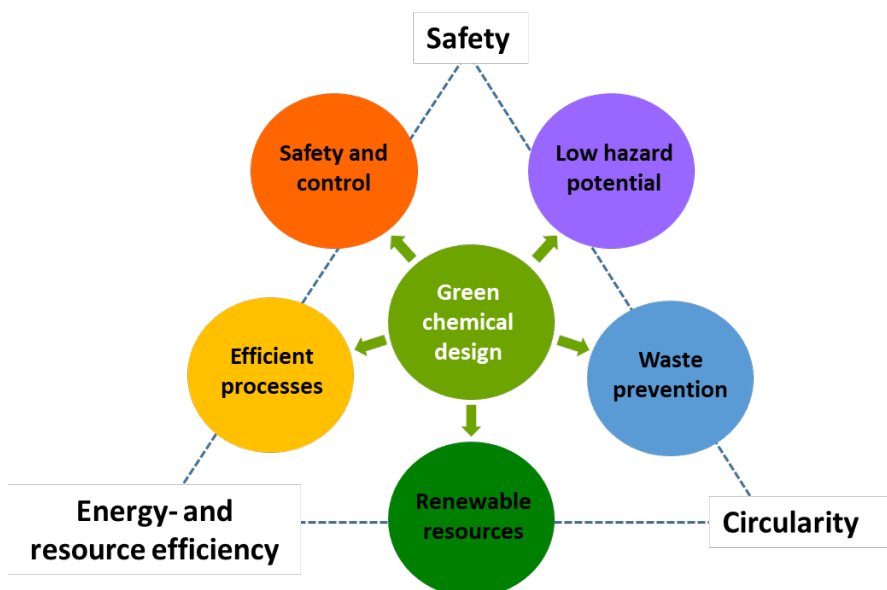 Safety
Safety and
control
Low hazard
potential
Green
chemical
design
Efficient
processes
Waste
prevention
Energy- and
resource efficiency
Renewable
resources
Circularity